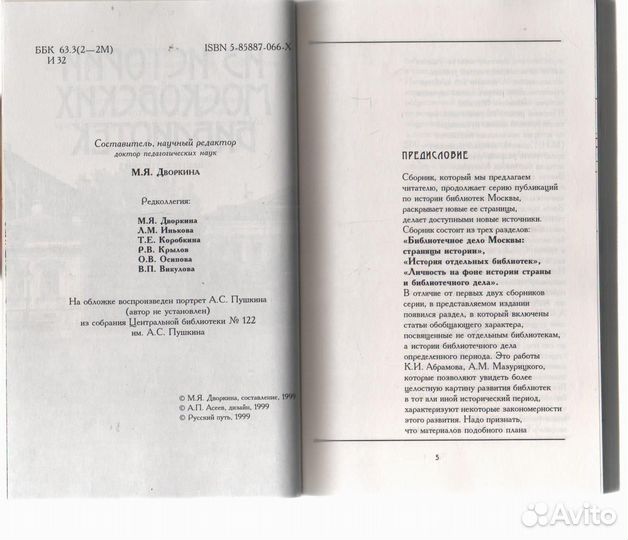 ББК 63.3(2—2М)
И 32
ISBN 5-85887-066-X
ИЗ ИСТОРИИ
МОСКОВСКИХ
БИБЛИОТЕК
Составитель, научный редактор
доктор педагогических наук
М.Я. Дворкина
Редколлегия:
М.Я. Дворкина
Л.М. Инькова
Т.Е. Коробкина
Р.В. Крылов
О.В. Осипова
В.П. Викулова
На обложке воспроизведен портрет А.С. Пушкина
(автор не установлен)
из собрания Центральной библиотеки № 122
им. А.С. Пушкина
© М.Я. Дворкина, составление, 1999
© А.П. Асеев, дизайн, 1999
© Русский путь, 1999
ПРЕДИСЛОВИЕ
Сборник, который мы предлагаем
читателю, продолжает серию публикаций
по истории библиотек Москвы,
раскрывает новые ее страницы,
делает доступными новые источники.
Сборник состоит из трех разделов:
«Библиотечное дело Москвы:
страницы истории»,
«История отдельных библиотек»,
«Личность на фоне истории страны
и библиотечного дела».
В отличие от первых двух сборников
серии, в представляемом издании
появился раздел, в который включены
статьи обобщающего характера,
посвященные не отдельным библиотекам,
а истории библиотечного дела
определенного периода. Это работы
К.И. Абрамова, А.М. Мазурицкого,
которые позволяют увидеть более
целостную картину развития библиотек
в тот или иной исторический период,
характеризуют некоторые закономерности
этого развития. Надо признать,
что материалов подобного плана
5
Avito